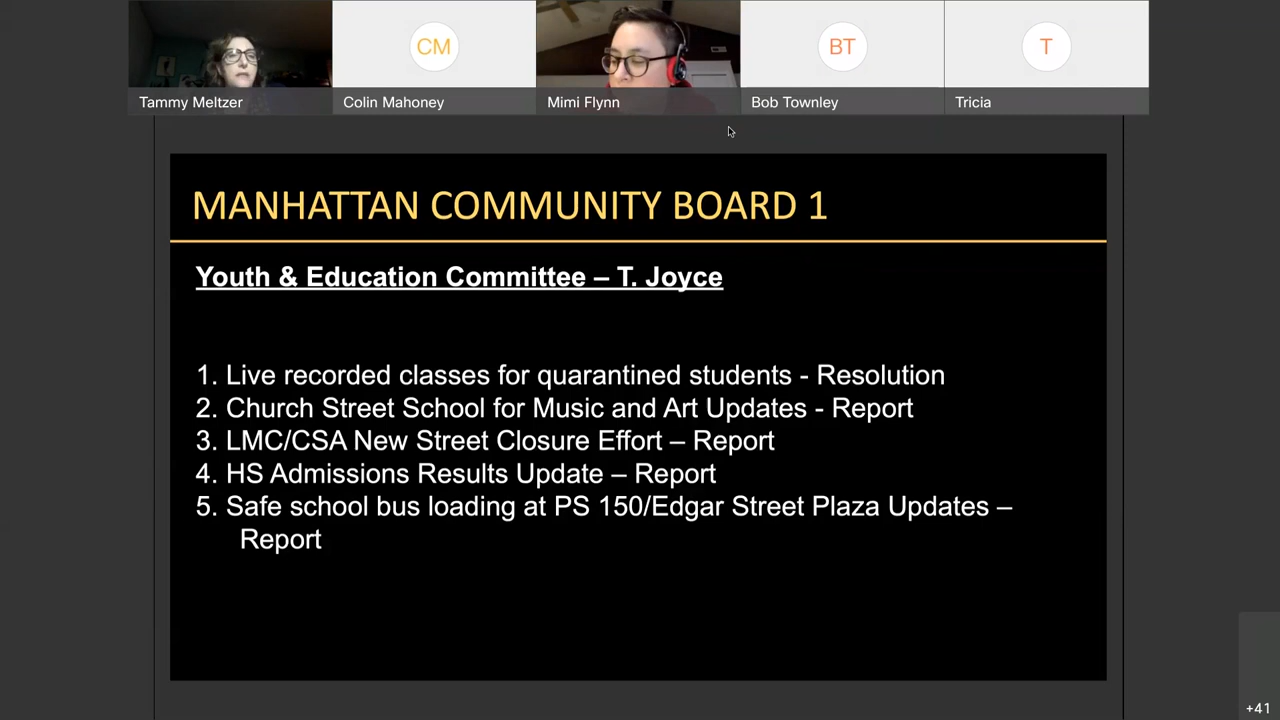 CM
BT
T
Tammy Meltzer
Colin Mahoney
Mimi Flynn
Bob Townley
Tricia
MANHATTAN COMMUNITY BOARD 1
Youth & Education Committee – T. Joyce
1. Live recorded classes for quarantined students - Resolution
2. Church Street School for Music and Art Updates - Report
3. LMC/CSA New Street Closure Effort – Report
4. HS Admissions Results Update – Report
5. Safe school bus loading at PS 150/Edgar Street Plaza Updates –
Report
+41